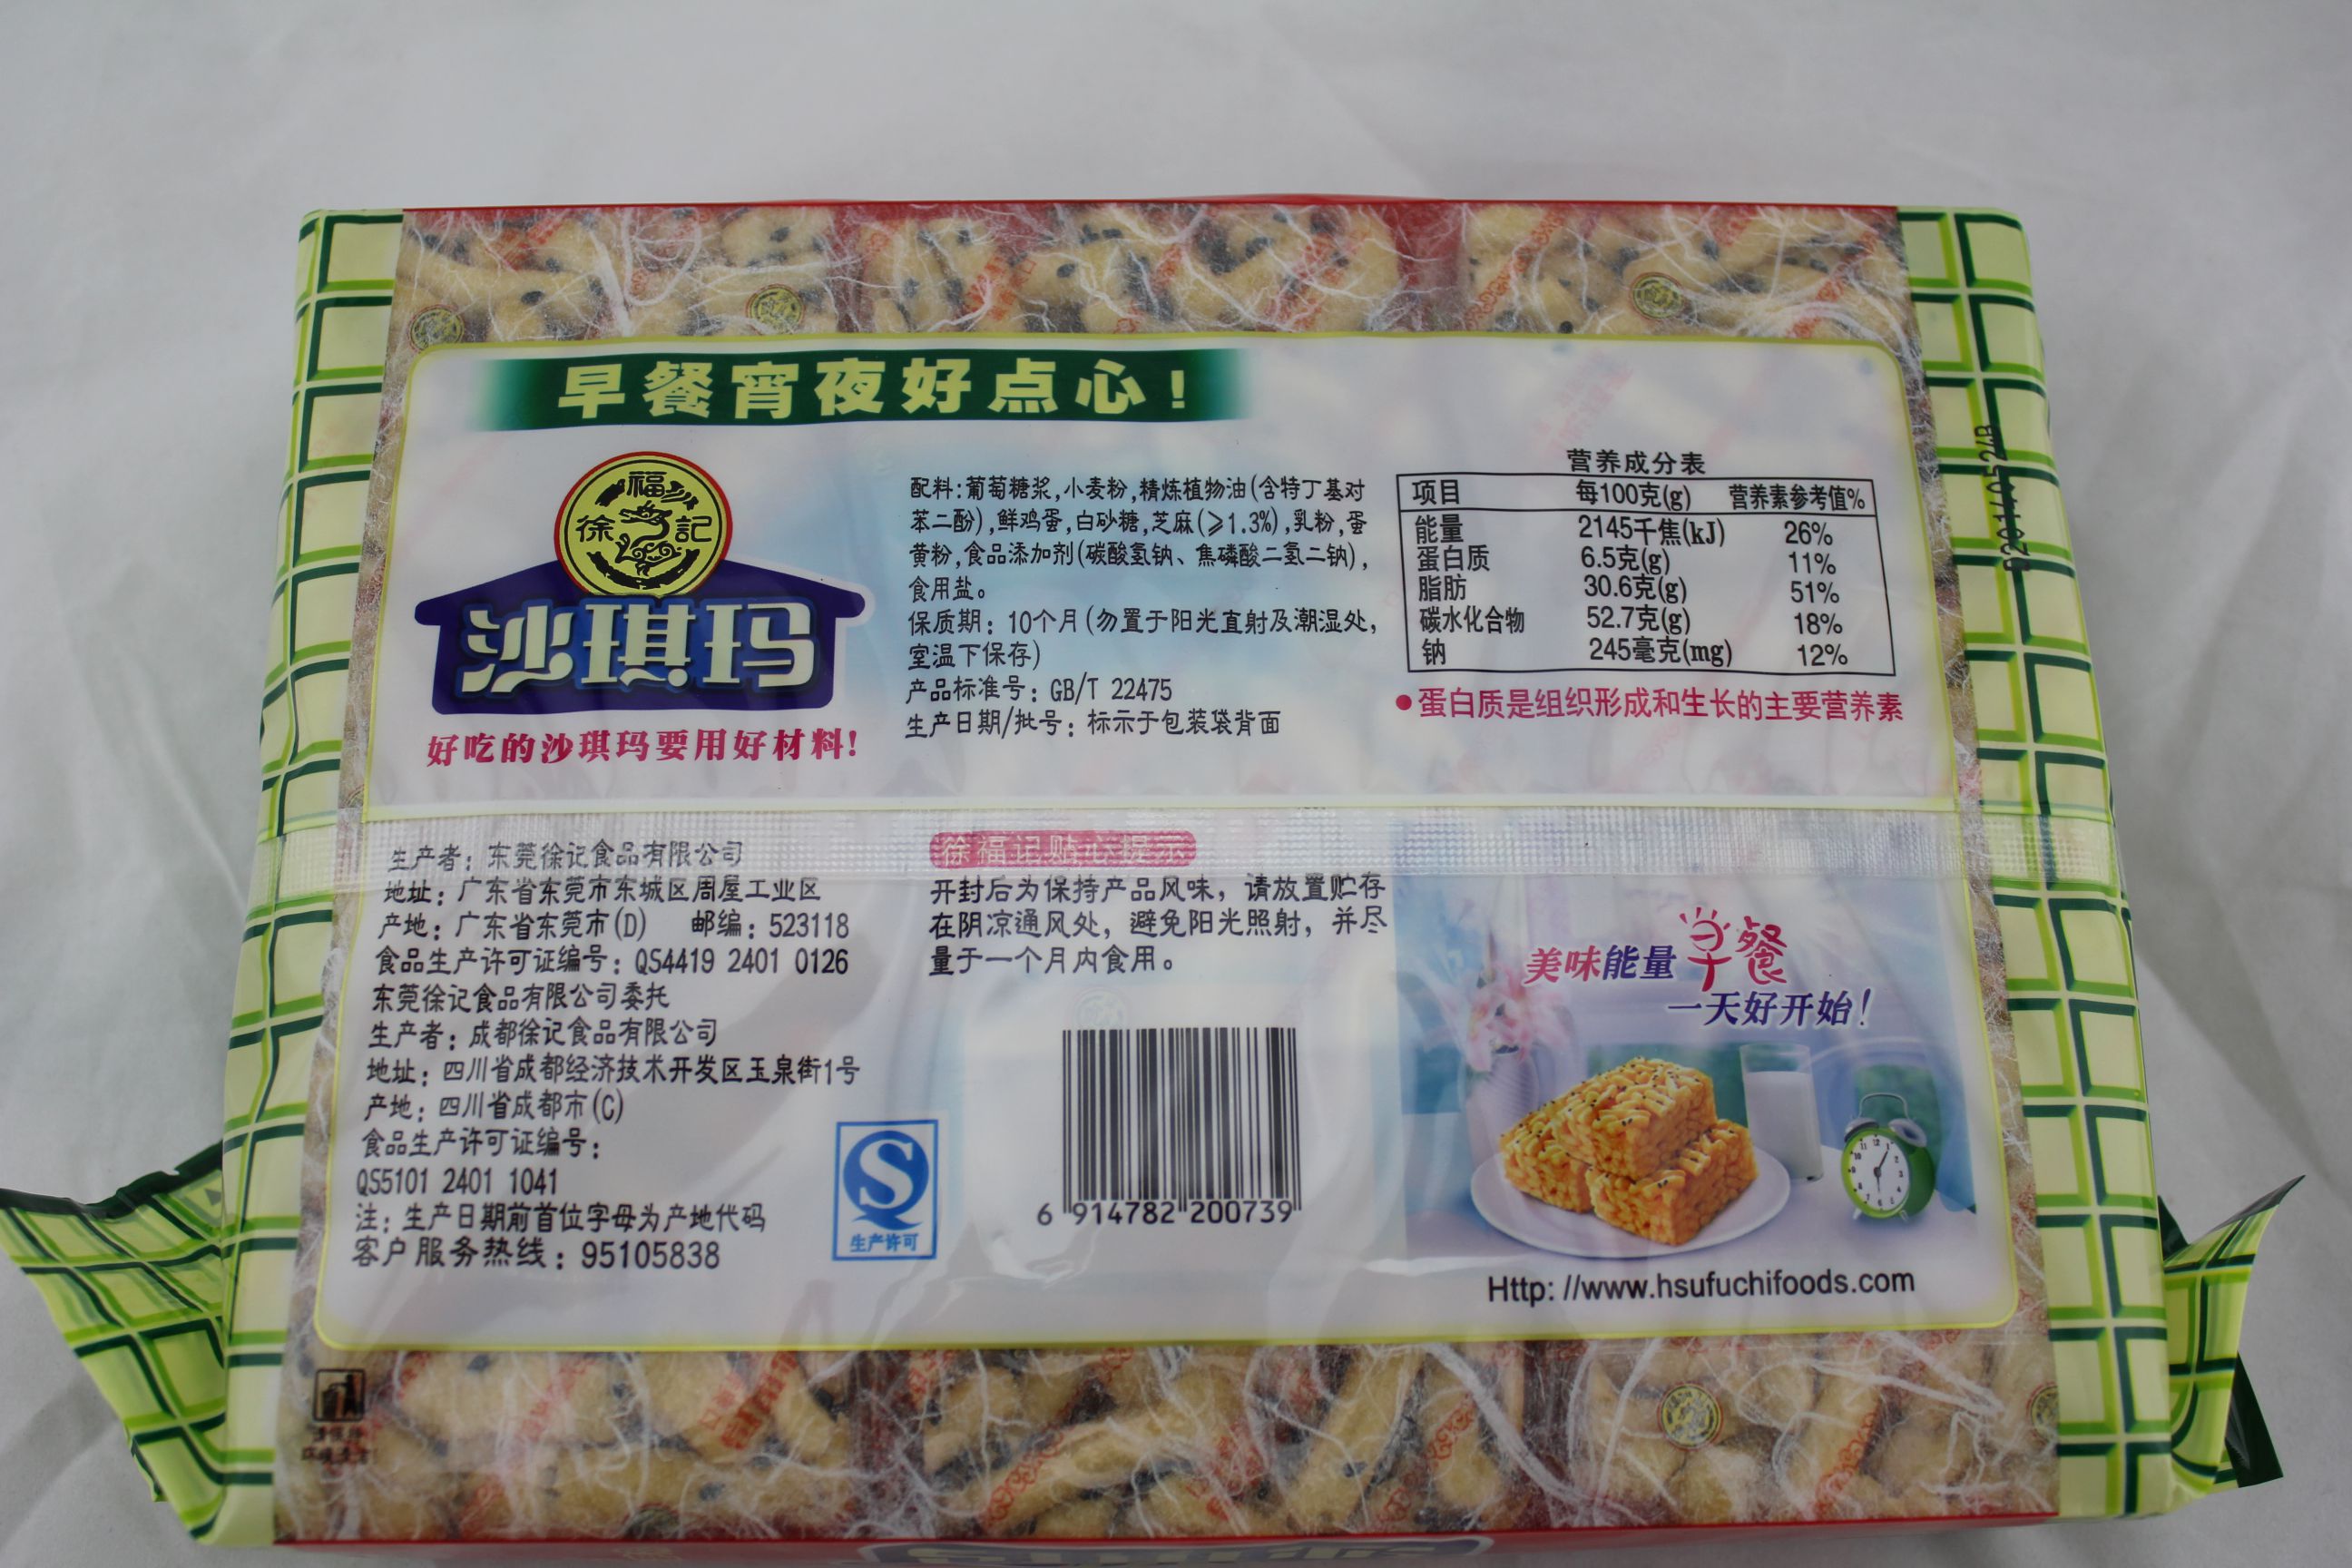 早餐宵夜好点心！
福
徐 記
沙琪玛
好吃的沙琪玛要用好材料!
配料:葡萄糖浆,小麦粉,精炼植物油(含特丁基对
苯二酚),鲜鸡蛋,白砂糖,芝麻(≥1.3%),乳粉,蛋
黄粉,食品添加剂(碳酸氢钠、焦磷酸二氢二钠),
食用盐。
保质期：10个月(勿置于阳光直射及潮湿处,
室温下保存)
产品标准号：GB/T 22475
生产日期/批号：标示于包装袋背面
营养成分表
项目 每100克(g) 营养素参考值%
能量 2145千焦(kJ) 26%
蛋白质 6.5克(g) 11%
脂肪 30.6克(g) 51%
碳水化合物 52.7克(g) 18%
钠 245毫克(mg) 12%
●蛋白质是组织形成和生长的主要营养素
生产者：东莞徐记食品有限公司
地址：广东省东莞市东城区周屋工业区
产地：广东省东莞市(D) 邮编：523118
食品生产许可证编号：QS4419 2401 0126
东莞徐记食品有限公司委托
生产者：成都徐记食品有限公司
地址：四川省成都经济技术开发区玉泉街1号
产地：四川省成都市(C)
食品生产许可证编号：
QS5101 2401 1041
注：生产日期前首位字母为产地代码
客户服务热线：95105838
生产许可
徐福记贴心提示
开封后为保持产品风味，请放置贮存
在阴凉通风处，避免阳光照射，并尽
量于一个月内食用。
6 914782 200739
美味能量早餐
一天好开始！
Http: //www.hsufuchifoods.com